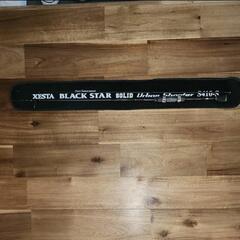 XESTA BLACK STAR SOLID Urban Shooter S410-S